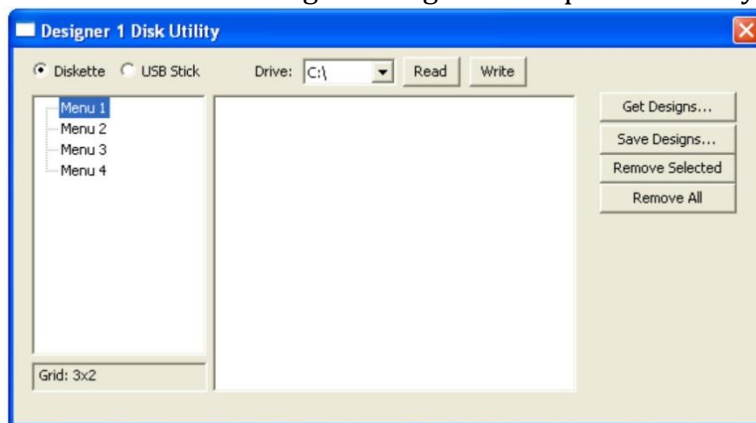 Designer 1 Disk Utility
Diskette USB Stick Drive: C:\ Read Write
Menu 1
Menu 2
Menu 3
Menu 4
Get Designs...
Save Designs...
Remove Selected
Remove All
Grid: 3x2